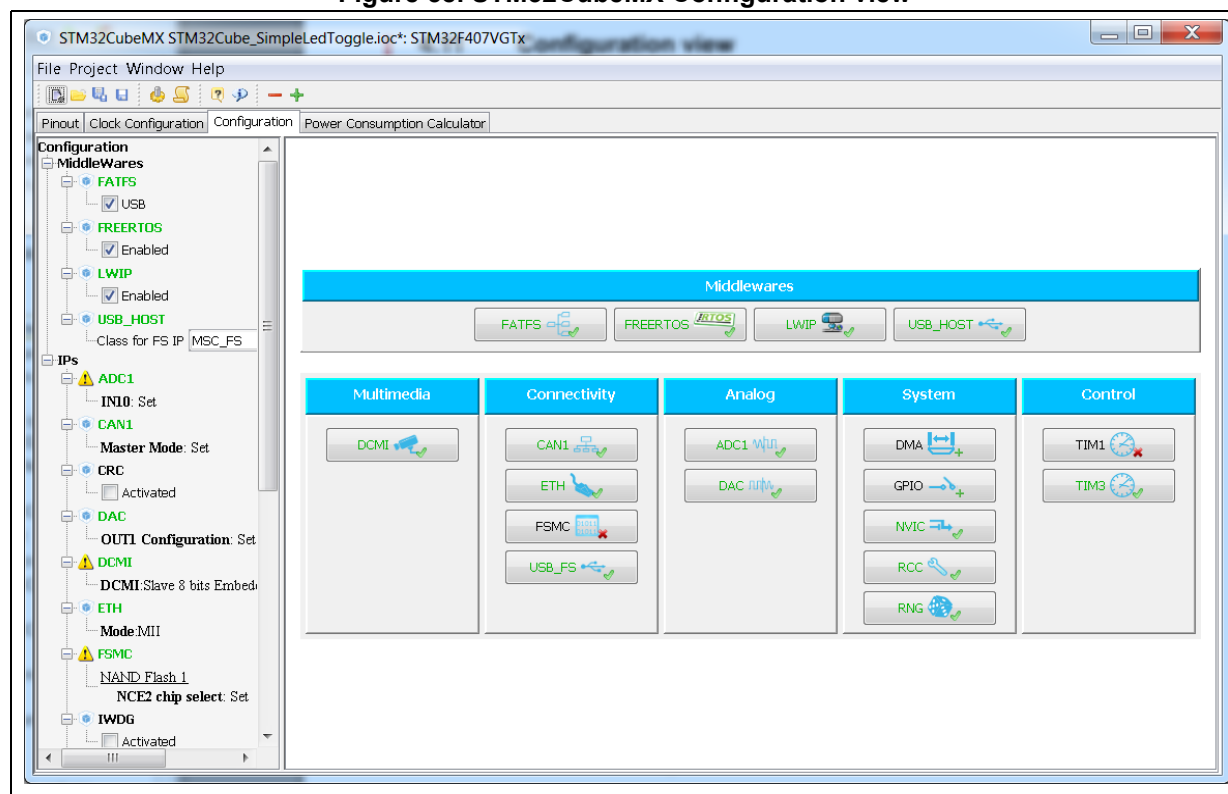 STM32CubeMX STM32Cube_SimpleLedToggle.ioc*: STM32F407VGTx
File Project Window Help
Pinout Clock Configuration Configuration Power Consumption Calculator
Configuration
MiddleWares
FATFS
USB
FREERTOS
Enabled
LWIP
Enabled
USB_HOST
Class for FS IP MSC_FS
IPs
ADC1
IN10: Set
CAN1
Master Mode: Set
CRC
Activated
DAC
OUT1 Configuration: Set
DCMI
DCMI:Slave 8 bits Embed
ETH
Mode:MII
FSMC
NAND Flash 1
NCE2 chip select: Set
IWDG
Activated
Middlewares
FATFS FREERTOS RTOS LWIP USB_HOST
Multimedia Connectivity Analog System Control
DCMI CAN1 ADC1 DMA TIM1
ETH DAC GPIO TIM3
FSMC NVIC
USB_FS RCC
RNG